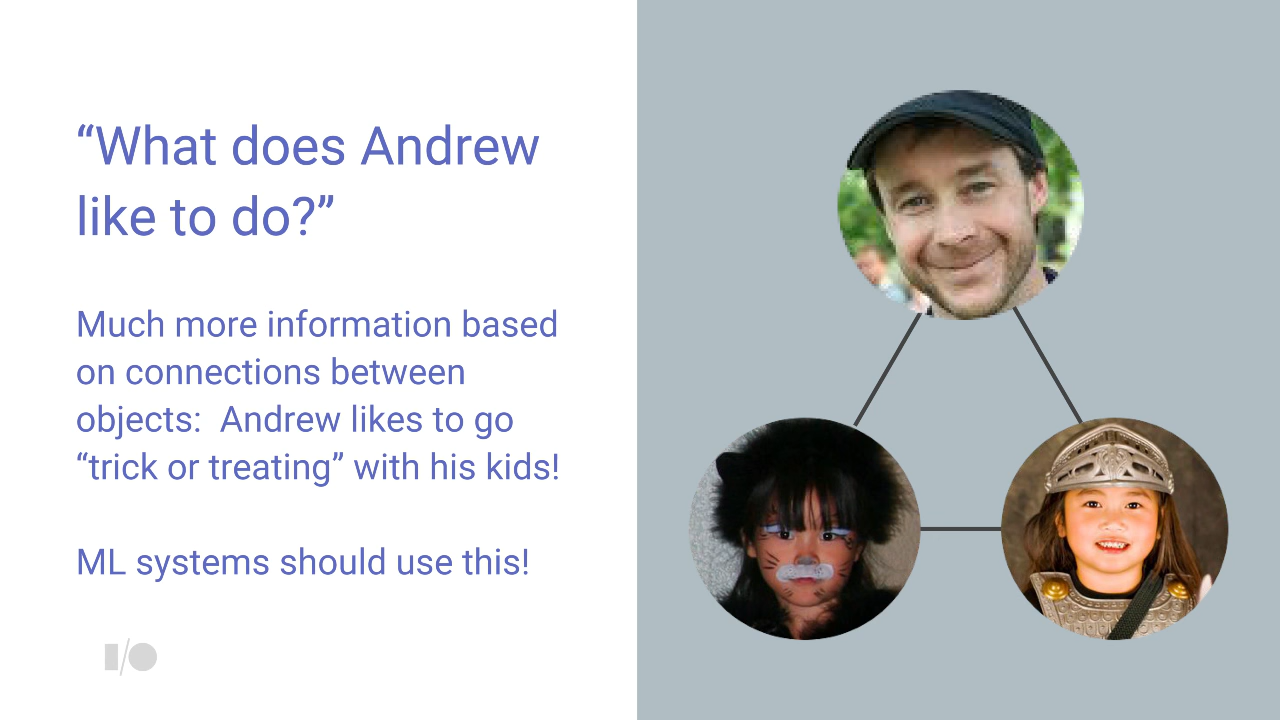 “What does Andrew
like to do?”
Much more information based
on connections between
objects:  Andrew likes to go
“trick or treating” with his kids!
ML systems should use this!
I/O